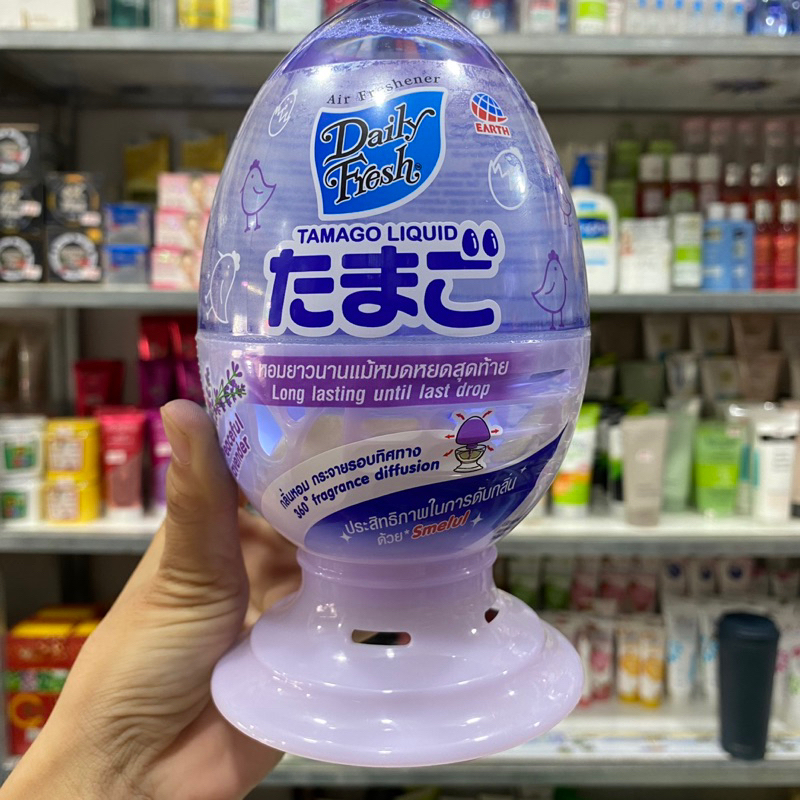 Air Freshener
Daily
Fresh
EARTH
TAMAGO LIQUID
たまご
หอมยาวนานแม้หมดหยดสุดท้าย
Long lasting until last drop
กลิ่นหอม กระจายรอบทิศทาง
360° fragrance diffusion
ประสิทธิภาพในการดับกลิ่น
ด้วย Smelul